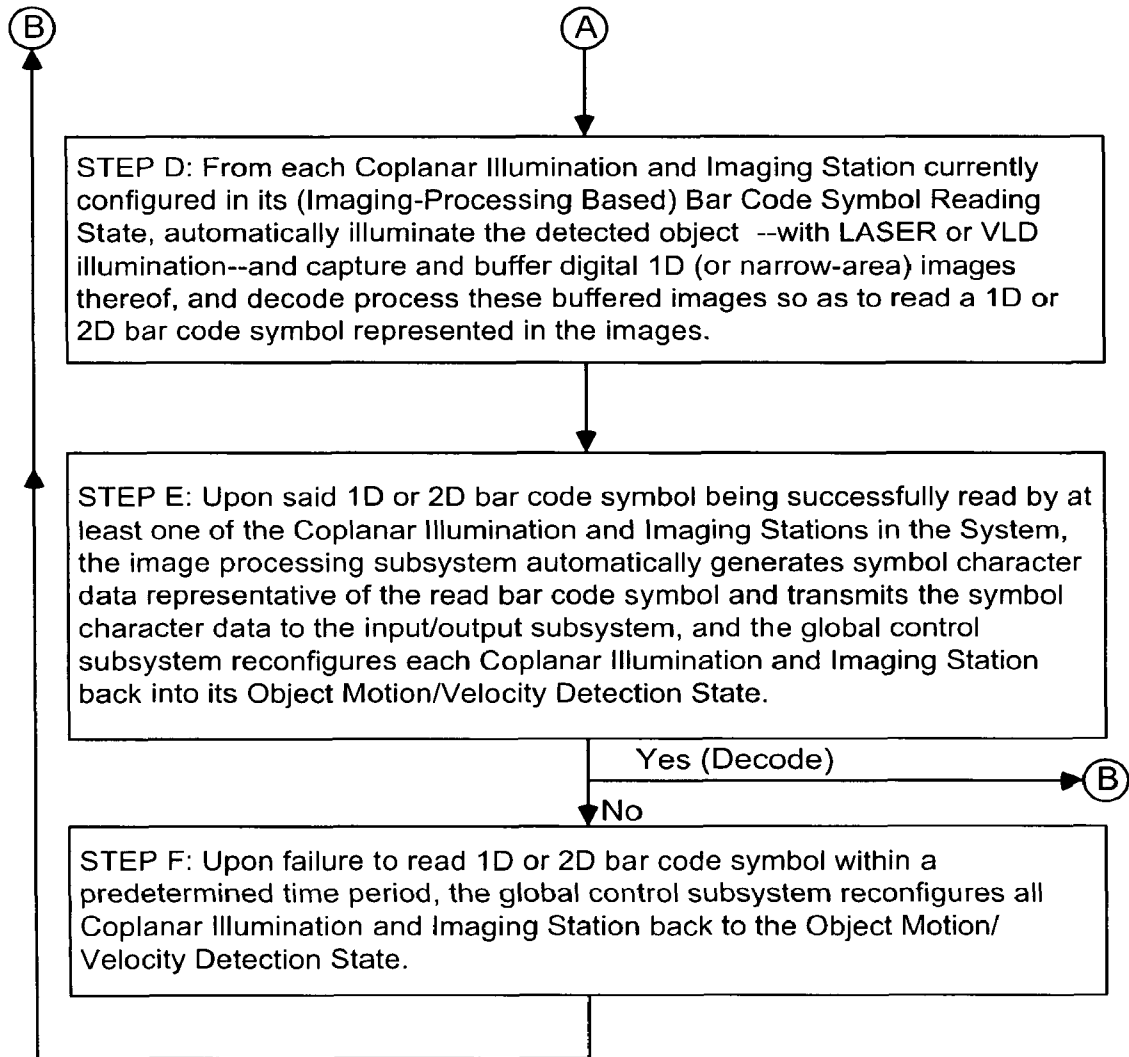 B
A
STEP D: From each Coplanar Illumination and Imaging Station currently
configured in its (Imaging-Processing Based) Bar Code Symbol Reading
State, automatically illuminate the detected object --with LASER or VLD
illumination--and capture and buffer digital 1D (or narrow-area) images
thereof, and decode process these buffered images so as to read a 1D or
2D bar code symbol represented in the images.
STEP E: Upon said 1D or 2D bar code symbol being successfully read by at
least one of the Coplanar Illumination and Imaging Stations in the System,
the image processing subsystem automatically generates symbol character
data representative of the read bar code symbol and transmits the symbol
character data to the input/output subsystem, and the global control
subsystem reconfigures each Coplanar Illumination and Imaging Station
back into its Object Motion/Velocity Detection State.
Yes (Decode)
B
No
STEP F: Upon failure to read 1D or 2D bar code symbol within a
predetermined time period, the global control subsystem reconfigures all
Coplanar Illumination and Imaging Station back to the Object Motion/
Velocity Detection State.